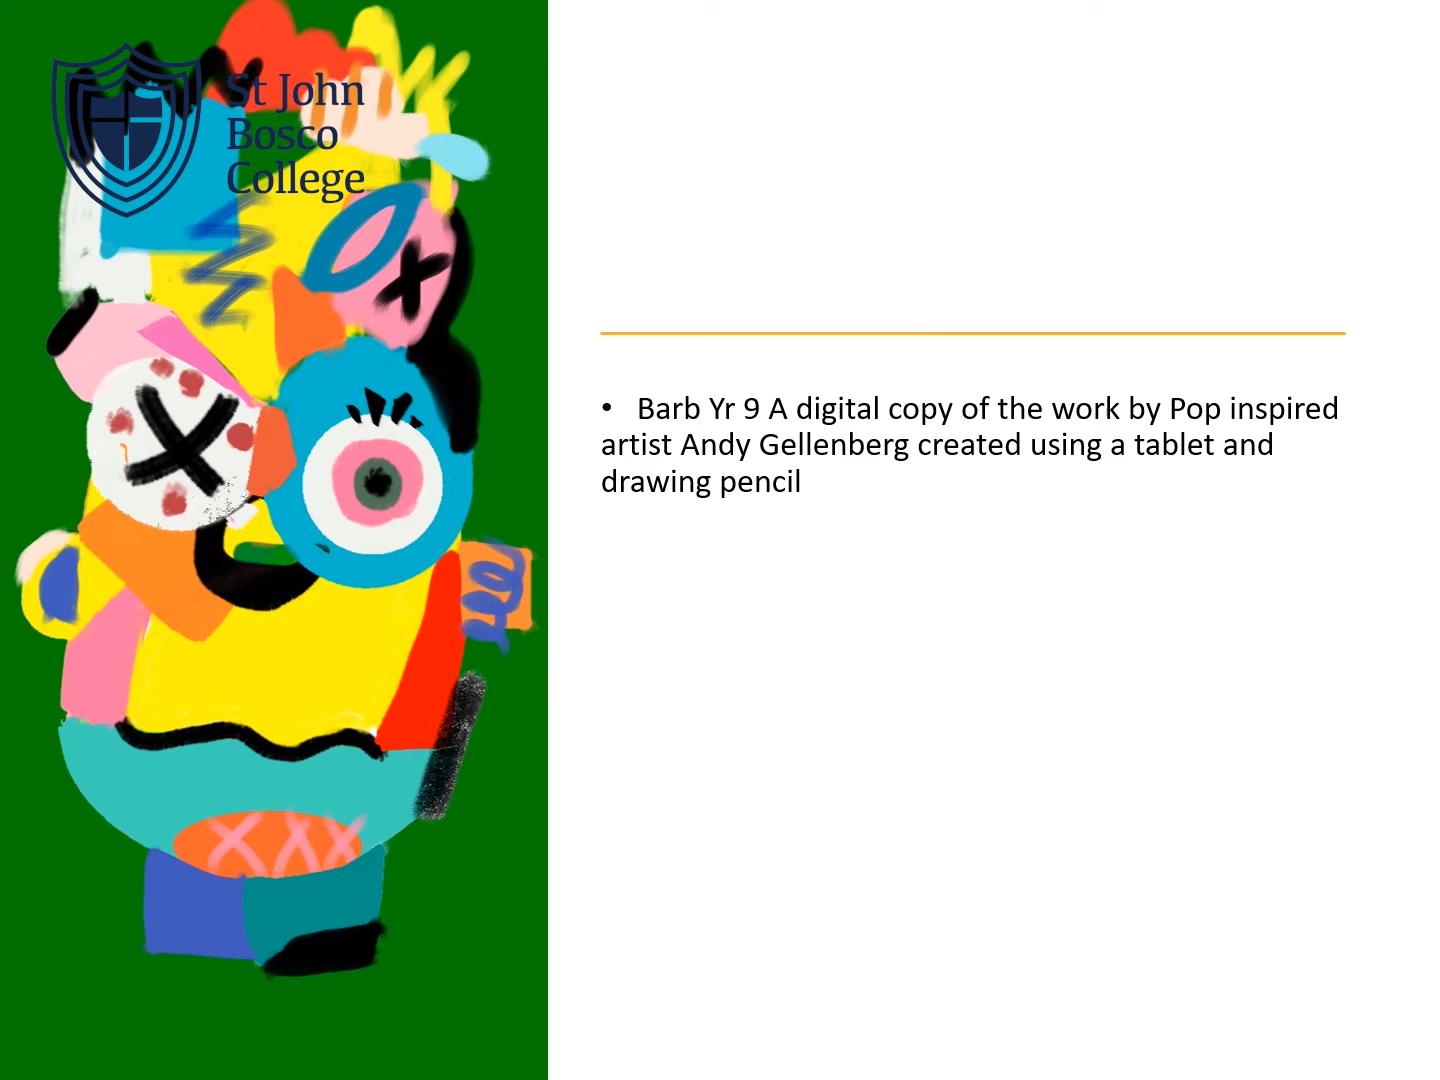 St John
Bosco
College
• Barb Yr 9 A digital copy of the work by Pop inspired
artist Andy Gellenberg created using a tablet and
drawing pencil